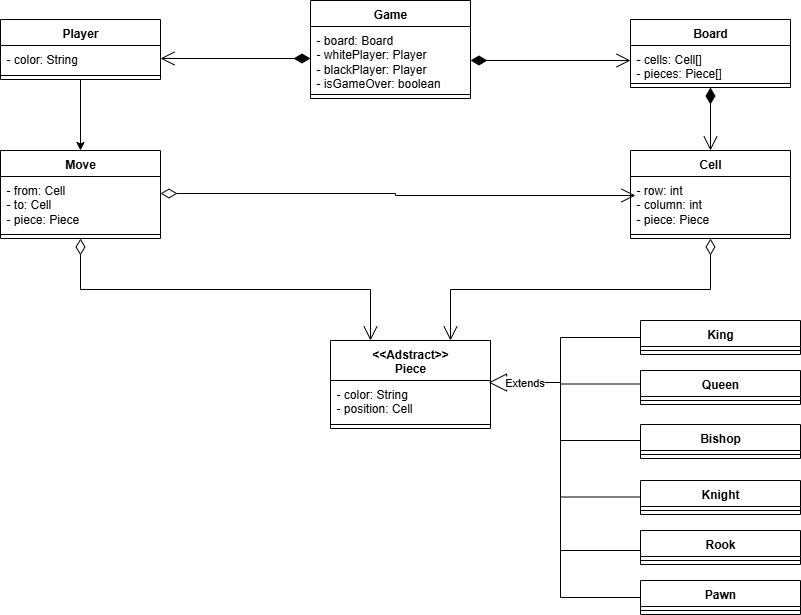 Game
- board: Board
- whitePlayer: Player
- blackPlayer: Player
- isGameOver: boolean
Player
- color: String
Board
- cells: Cell[]
- pieces: Piece[]
Move
- from: Cell
- to: Cell
- piece: Piece
Cell
- row: int
- column: int
- piece: Piece
<<Adstract>>
Piece
- color: String
- position: Cell
Extends
King
Queen
Bishop
Knight
Rook
Pawn